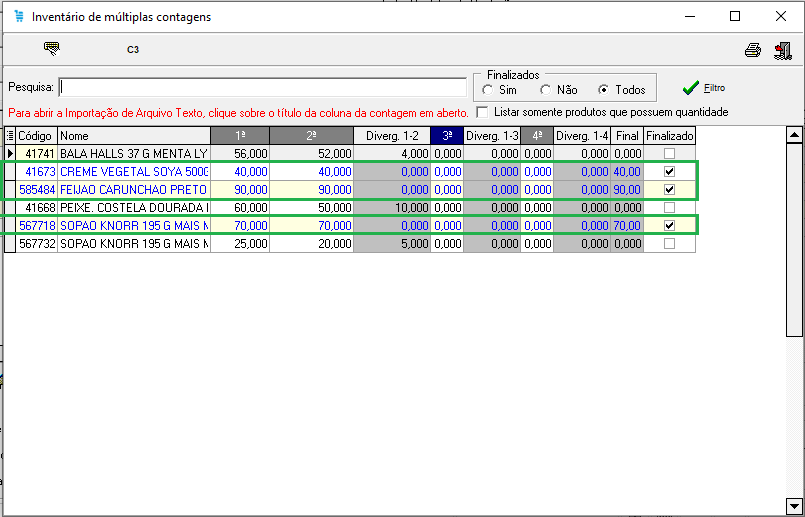 Inventário de múltiplas contagens
C3
Pesquisa:
Finalizados
Sim Não Todos
Filtro
Para abrir a Importação de Arquivo Texto, clique sobre o título da coluna da contagem em aberto.
Listar somente produtos que possuem quantidade
Código Nome 1ª 2ª Diverg. 1-2 3ª Diverg. 1-3 4ª Diverg. 1-4 Final Finalizado
41741 BALA HALLS 37 G MENTA LY 56,000 52,000 4,000 0,000 0,000 0,000 0,000 0,000
41673 CREME VEGETAL SOYA 500G 40,000 40,000 0,000 0,000 0,000 0,000 0,000 40,00
585484 FEIJAO CARUNCHAO PRETO 90,000 90,000 0,000 0,000 0,000 0,000 0,000 90,00
41668 PEIXE. COSTELA DOURADA 60,000 50,000 10,000 0,000 0,000 0,000 0,000 0,000
567718 SOPAO KNORR 195 G MAIS 70,000 70,000 0,000 0,000 0,000 0,000 0,000 70,00
567732 SOPAO KNORR 195 G MAIS 25,000 20,000 5,000 0,000 0,000 0,000 0,000 0,000